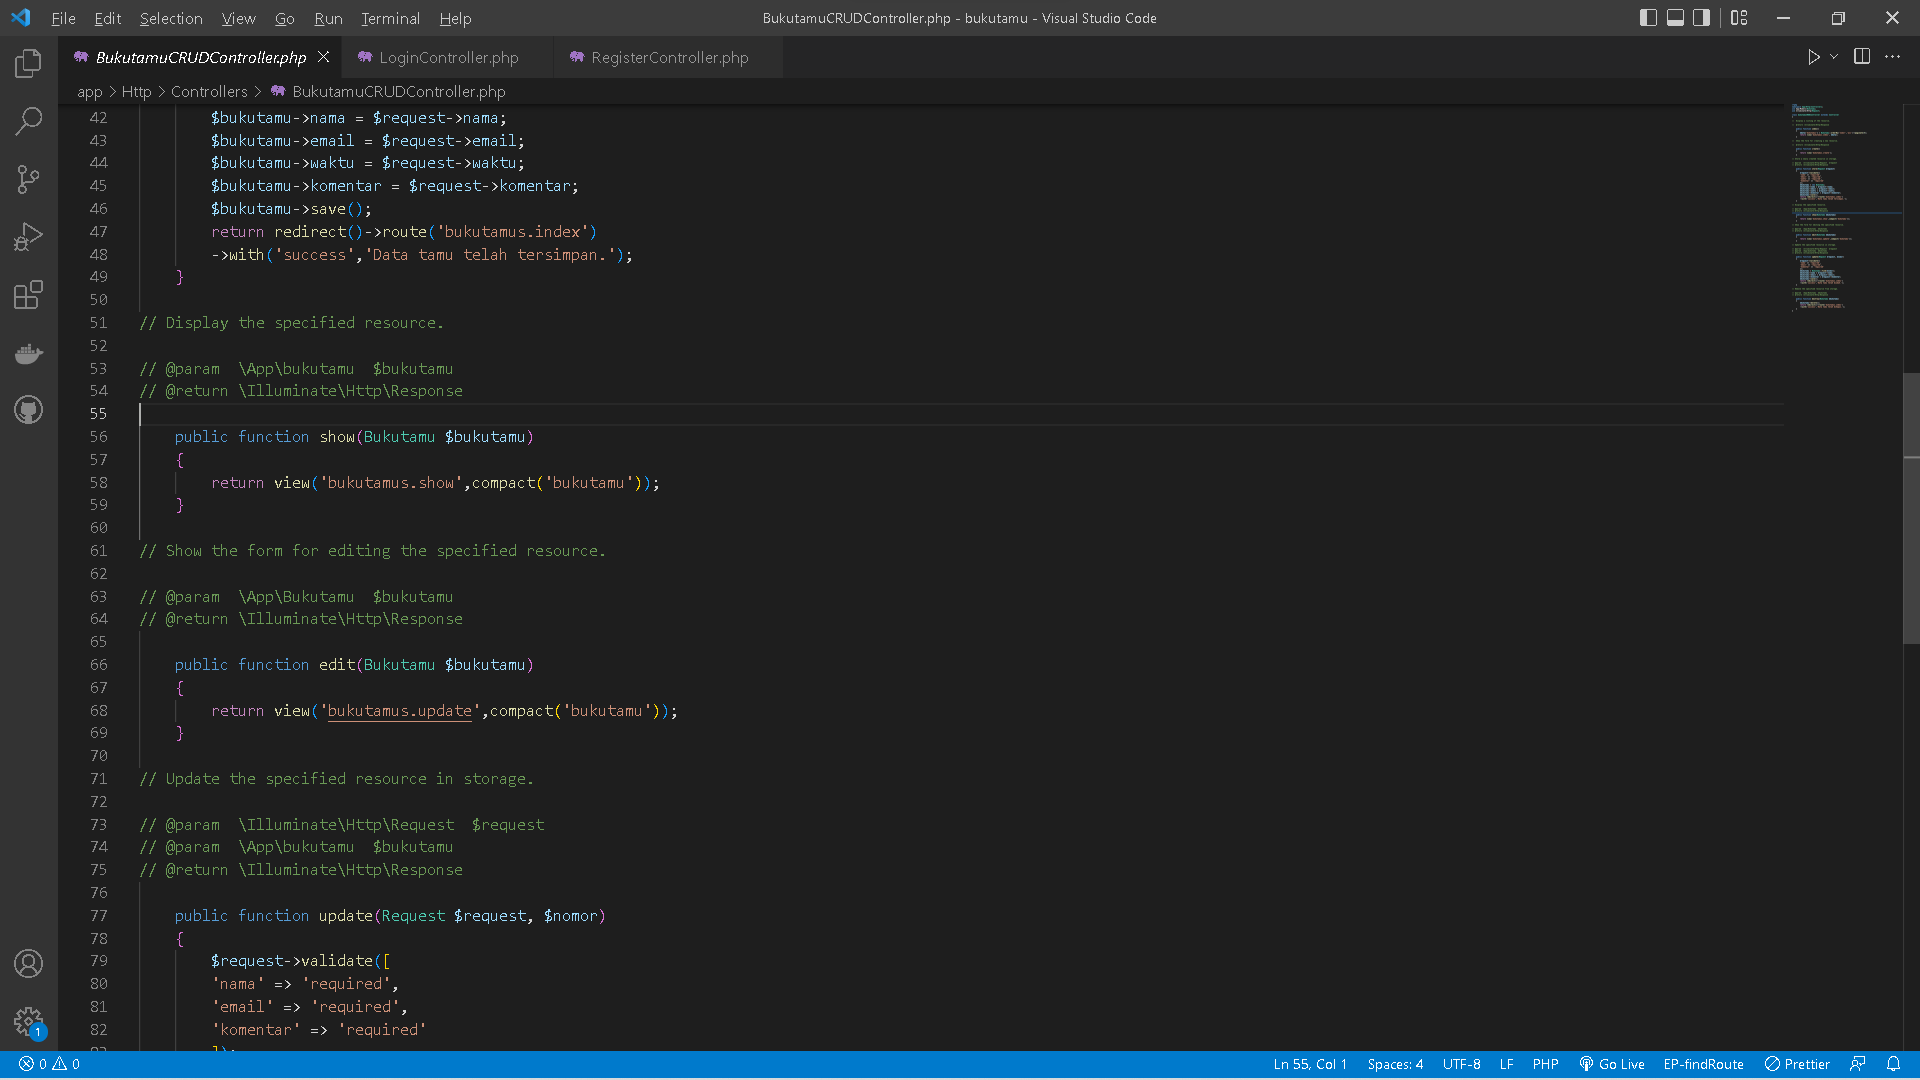 File Edit Selection View Go Run Terminal Help BukutamuCRUDController.php - bukutamu - Visual Studio Code
BukutamuCRUDController.php LoginController.php RegisterController.php
app > Http > Controllers > BukutamuCRUDController.php
42 $bukutamu->nama = $request->nama;
43 $bukutamu->email = $request->email;
44 $bukutamu->waktu = $request->waktu;
45 $bukutamu->komentar = $request->komentar;
46 $bukutamu->save();
47 return redirect()->route('bukutamus.index')
48 ->with('success','Data tamu telah tersimpan.');
49 }
50
51 // Display the specified resource.
52
53 // @param  \App\bukutamu  $bukutamu
54 // @return \Illuminate\Http\Response
55
56 public function show(Bukutamu $bukutamu)
57 {
58 return view('bukutamus.show',compact('bukutamu'));
59 }
60
61 // Show the form for editing the specified resource.
62
63 // @param  \App\Bukutamu  $bukutamu
64 // @return \Illuminate\Http\Response
65
66 public function edit(Bukutamu $bukutamu)
67 {
68 return view('bukutamus.update',compact('bukutamu'));
69 }
70
71 // Update the specified resource in storage.
72
73 // @param  \Illuminate\Http\Request  $request
74 // @param  \App\bukutamu  $bukutamu
75 // @return \Illuminate\Http\Response
76
77 public function update(Request $request, $nomor)
78 {
79 $request->validate([
80 'nama' => 'required',
81 'email' => 'required',
82 'komentar' => 'required'
1
0 0 Ln 55, Col 1 Spaces: 4 UTF-8 LF PHP Go Live EP-findRoute Prettier